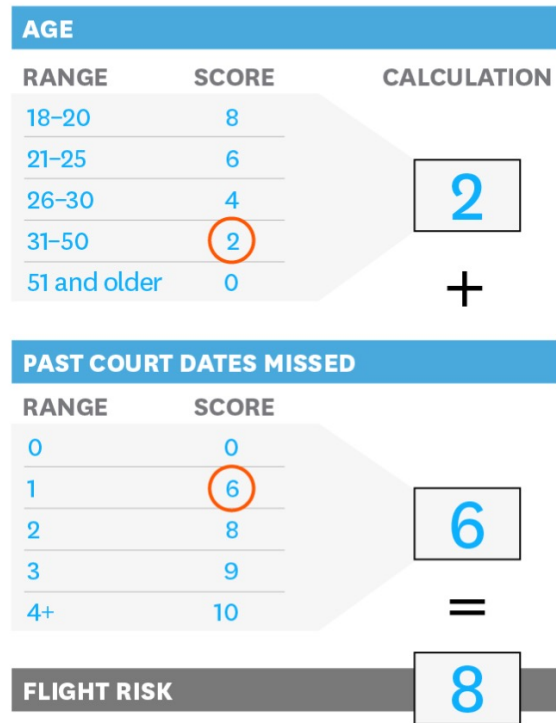 AGE
RANGE SCORE CALCULATION
18–20 8
21–25 6
26–30 4
31–50 2
51 and older 0
2
+
PAST COURT DATES MISSED
RANGE SCORE
0 0
1 6
2 8
3 9
4+ 10
6
=
FLIGHT RISK 8